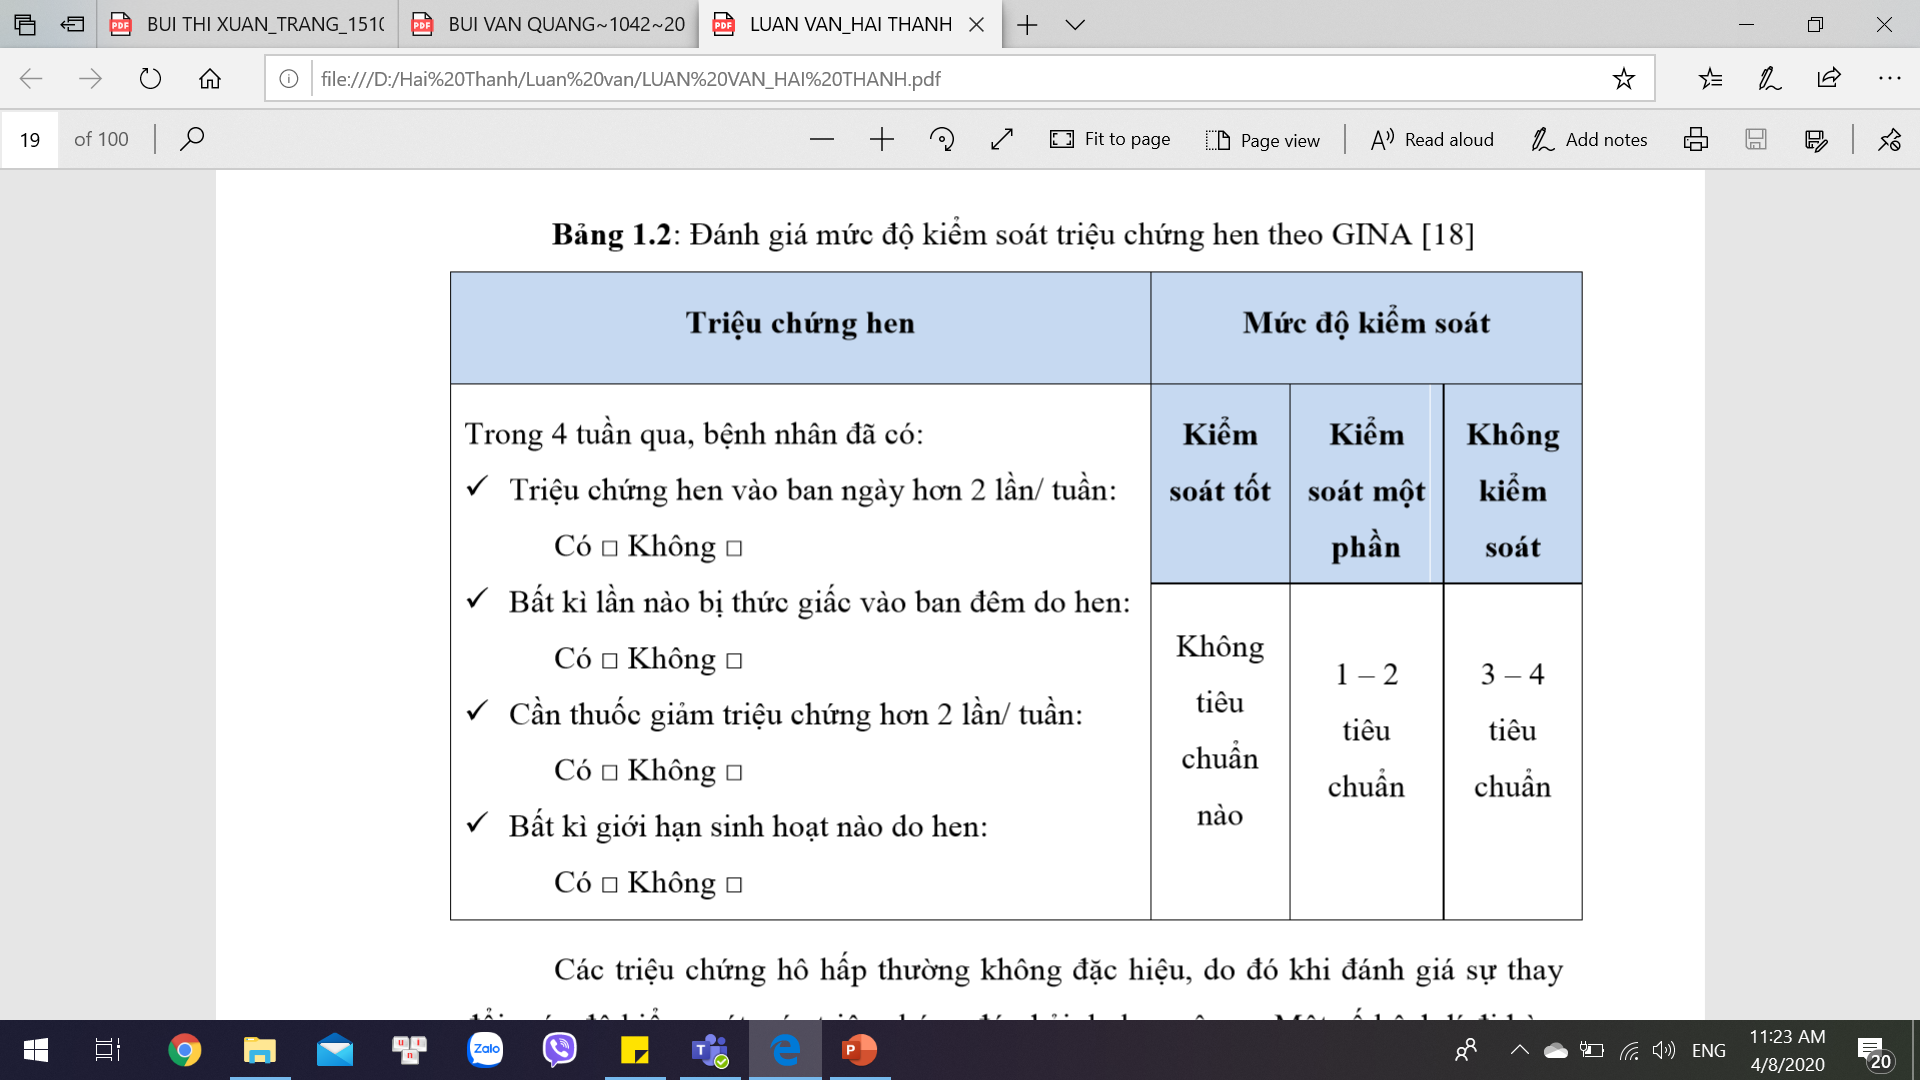 BUI THI XUAN_TRANG_1510
BUI VAN QUANG~1042~20
LUAN VAN_HAI THANH
file:///D:/Hai%20Thanh/Luan%20van/LUAN%20VAN_HAI%20THANH.pdf
19 of 100
Fit to page
Page view
Read aloud
Add notes
Bảng 1.2: Đánh giá mức độ kiểm soát triệu chứng hen theo GINA [18]
Triệu chứng hen
Mức độ kiểm soát
Trong 4 tuần qua, bệnh nhân đã có:
✓ Triệu chứng hen vào ban ngày hơn 2 lần/ tuần:
Có □ Không □
✓ Bất kì lần nào bị thức giấc vào ban đêm do hen:
Có □ Không □
✓ Cần thuốc giảm triệu chứng hơn 2 lần/ tuần:
Có □ Không □
✓ Bất kì giới hạn sinh hoạt nào do hen:
Có □ Không □
Kiểm
soát tốt
Kiểm
soát một
phần
Không
kiểm
soát
Không
tiêu
chuẩn
nào
1 – 2
tiêu
chuẩn
3 – 4
tiêu
chuẩn
Các triệu chứng hô hấp thường không đặc hiệu, do đó khi đánh giá sự thay
Zalo
ENG
11:23 AM
4/8/2020
20